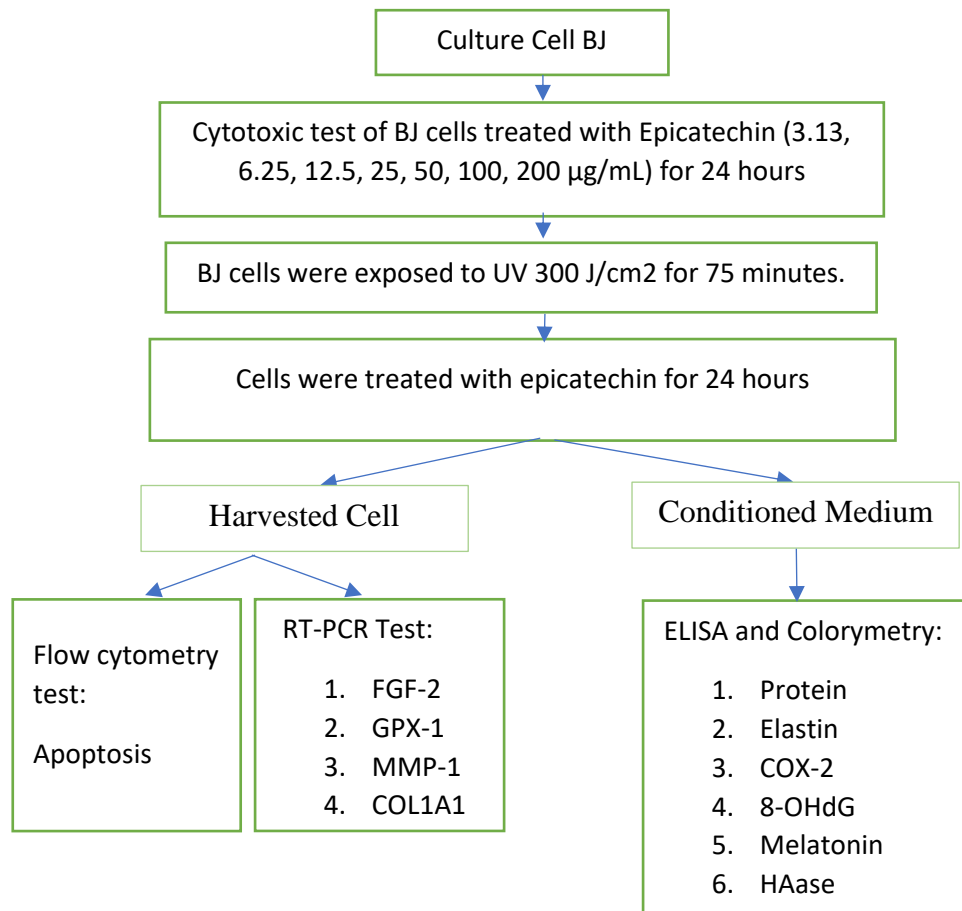 Culture Cell BJ
Cytotoxic test of BJ cells treated with Epicatechin (3.13,
6.25, 12.5, 25, 50, 100, 200 µg/mL) for 24 hours
BJ cells were exposed to UV 300 J/cm2 for 75 minutes.
Cells were treated with epicatechin for 24 hours
Harvested Cell
Conditioned Medium
Flow cytometry
test:
Apoptosis
RT-PCR Test:
1. FGF-2
2. GPX-1
3. MMP-1
4. COL1A1
ELISA and Colorymetry:
1. Protein
2. Elastin
3. COX-2
4. 8-OHdG
5. Melatonin
6. HAase